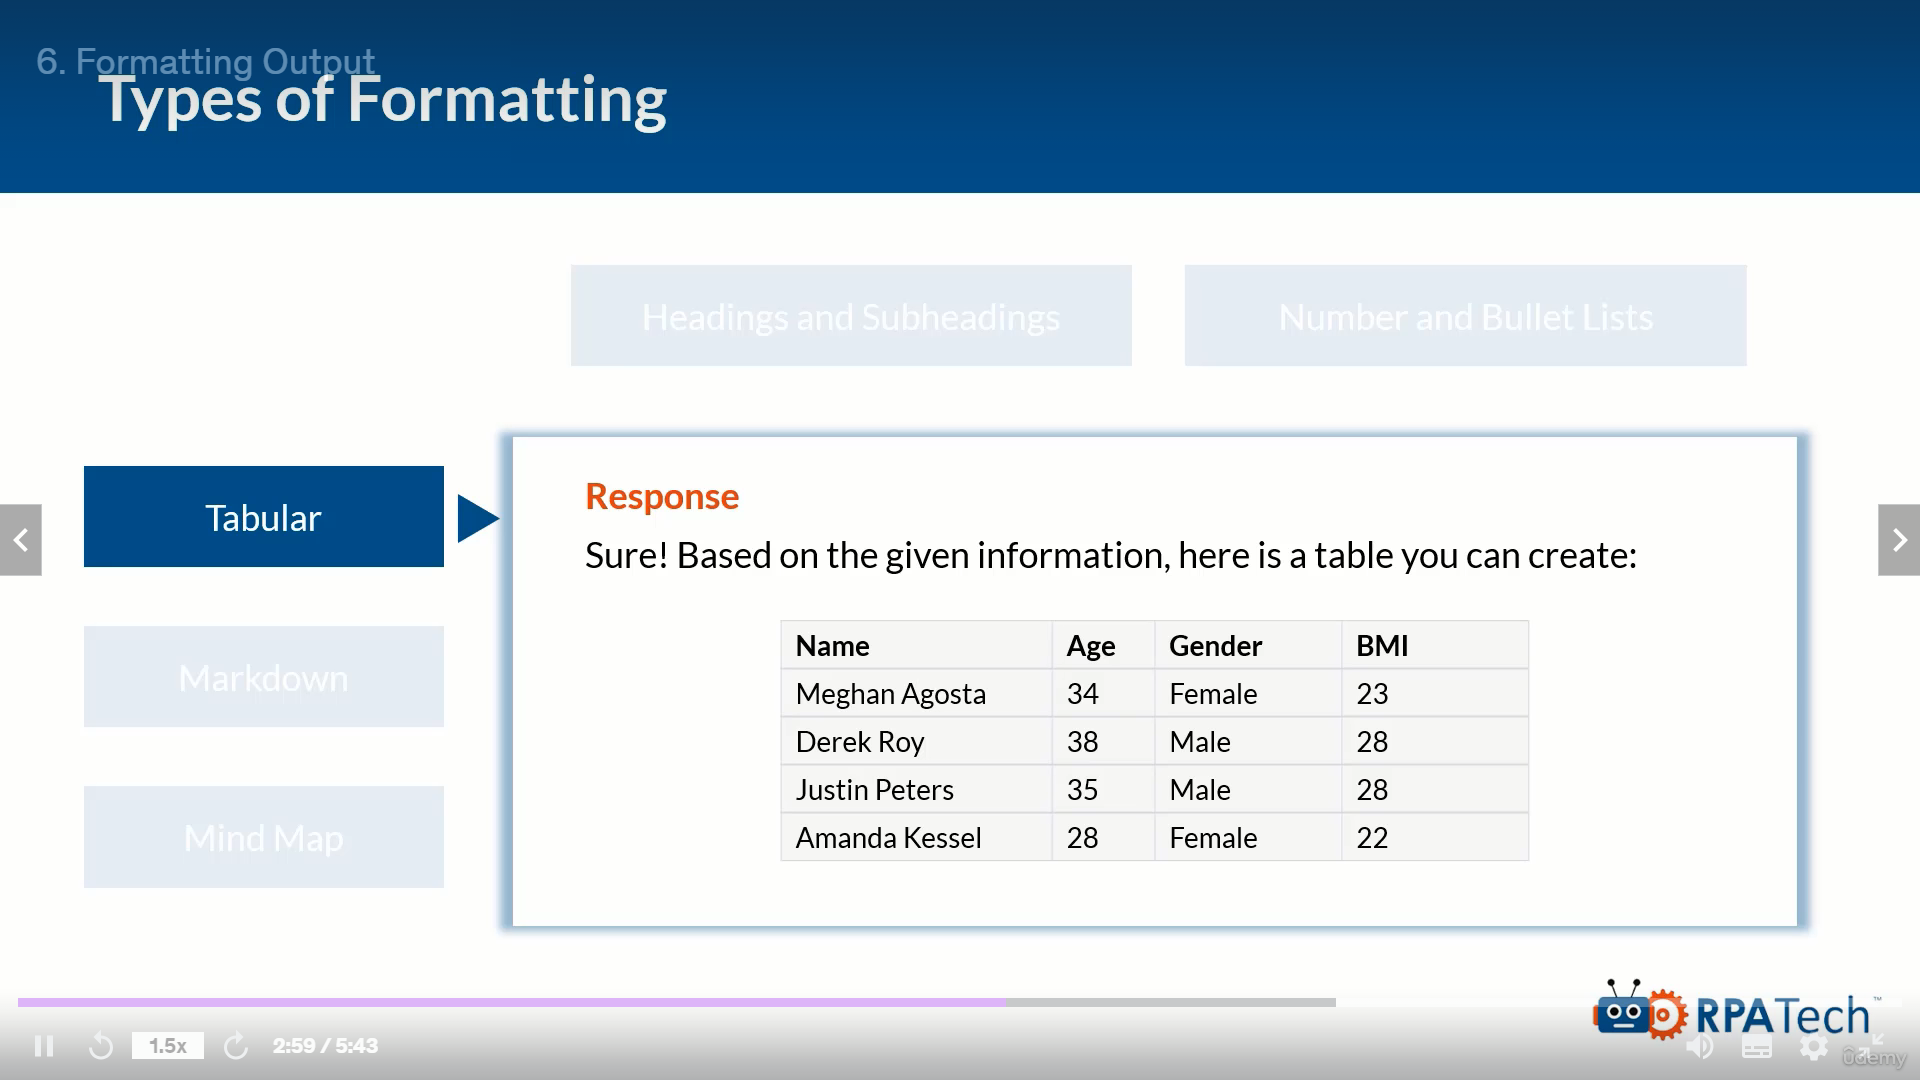 6. Formatting Output
Types of Formatting
Headings and Subheadings
Number and Bullet Lists
Tabular
Markdown
Mind Map
Response
Sure! Based on the given information, here is a table you can create:
Name Age Gender BMI
Meghan Agosta 34 Female 23
Derek Roy 38 Male 28
Justin Peters 35 Male 28
Amanda Kessel 28 Female 22
RPATech™
1.5x
2:59 / 5:43
ûdemy